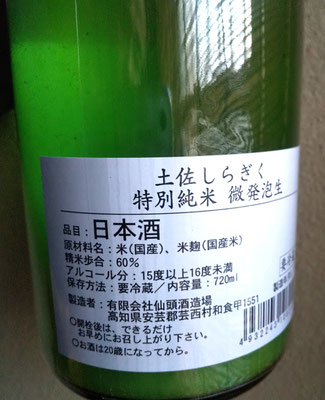 土佐しらぎく
特別純米 微発泡生
品目：日本酒
原材料名：米(国産)、米麹(国産米)
精米歩合：60%
アルコール分：15度以上16度未満
保存方法：要冷蔵／内容量：720ml
製造者：有限会社仙頭酒造場
高知県安芸郡芸西村和食甲1551
○開栓後は、できるだけ
お早めにお召し上がり下さい。
○お酒は20歳になってから。
製造年
4 932540